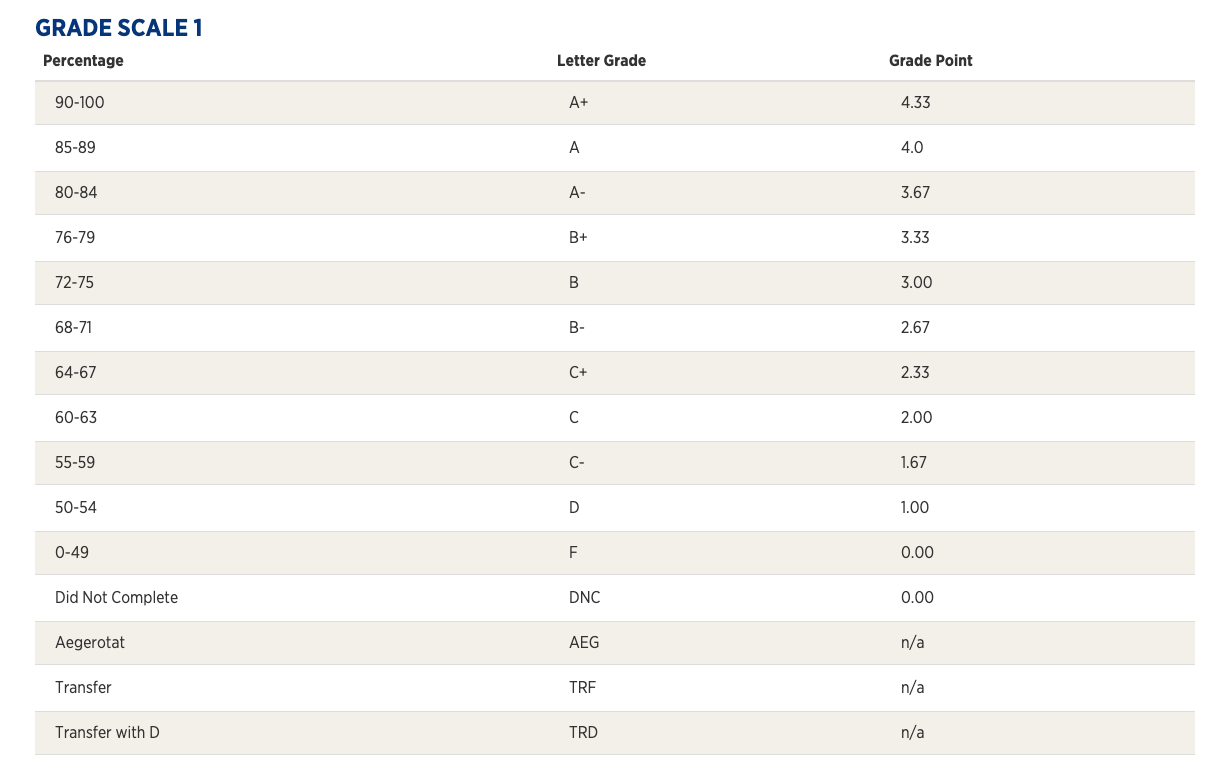 GRADE SCALE 1
Percentage Letter Grade Grade Point
90-100 A+ 4.33
85-89 A 4.0
80-84 A- 3.67
76-79 B+ 3.33
72-75 B 3.00
68-71 B- 2.67
64-67 C+ 2.33
60-63 C 2.00
55-59 C- 1.67
50-54 D 1.00
0-49 F 0.00
Did Not Complete DNC 0.00
Aegerotat AEG n/a
Transfer TRF n/a
Transfer with D TRD n/a